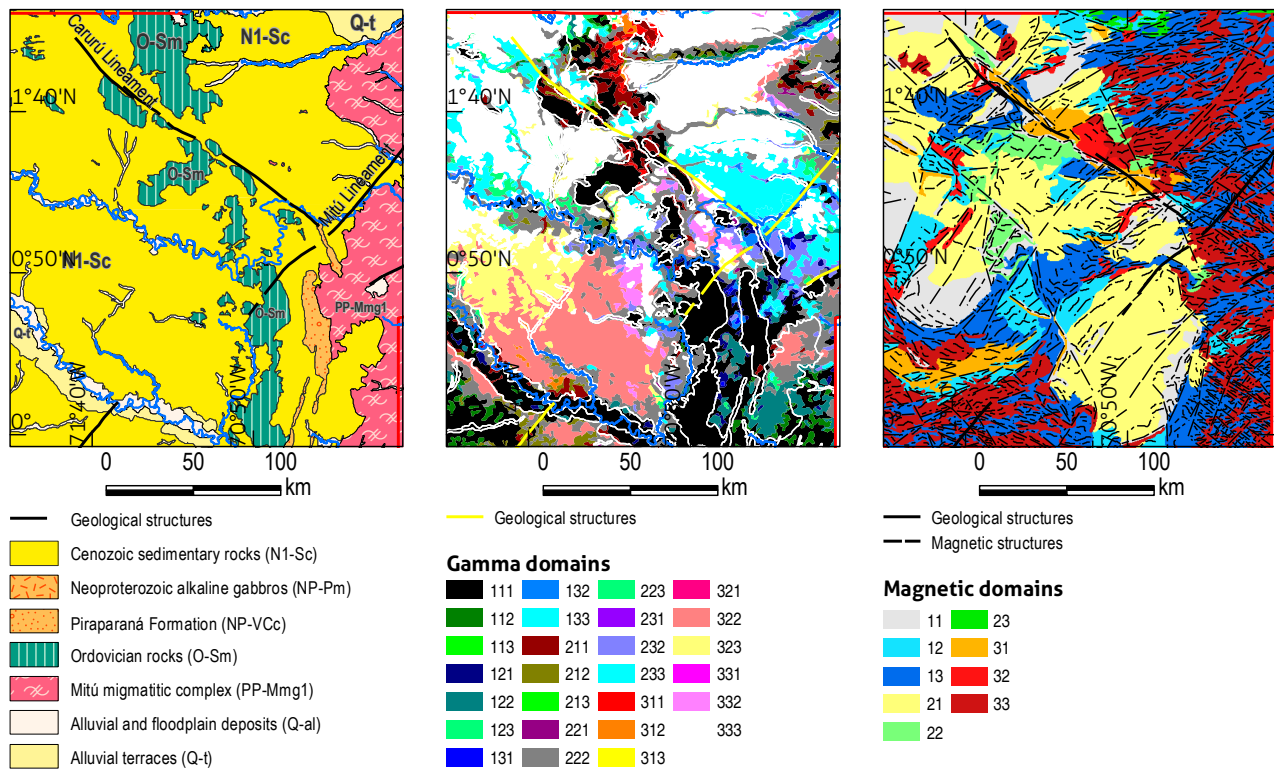 Carurú Lineament
O-Sm
N1-Sc
Q-t
1°40'N
O-Sm
Mitú Lineament
0°50'N
N1-Sc
PP-Mmg1
O-Sm
Q-t
0°
71°40'W
70°50'W
0 50 100
km
Geological structures
Cenozoic sedimentary rocks (N1-Sc)
Neoproterozoic alkaline gabbros (NP-Pm)
Piraparaná Formation (NP-VCc)
Ordovician rocks (O-Sm)
Mitú migmatitic complex (PP-Mmg1)
Alluvial and floodplain deposits (Q-al)
Alluvial terraces (Q-t)
1°40'N
0°50'N
0 50 100
km
Geological structures
Gamma domains
111 132 223 321
112 133 231 322
113 211 232 323
121 212 233 331
122 213 311 332
123 221 312 333
131 222 313
1°40'N
0°50'N
70°50'W
0 50 100
km
Geological structures
Magnetic structures
Magnetic domains
11 23
12 31
13 32
21 33
22